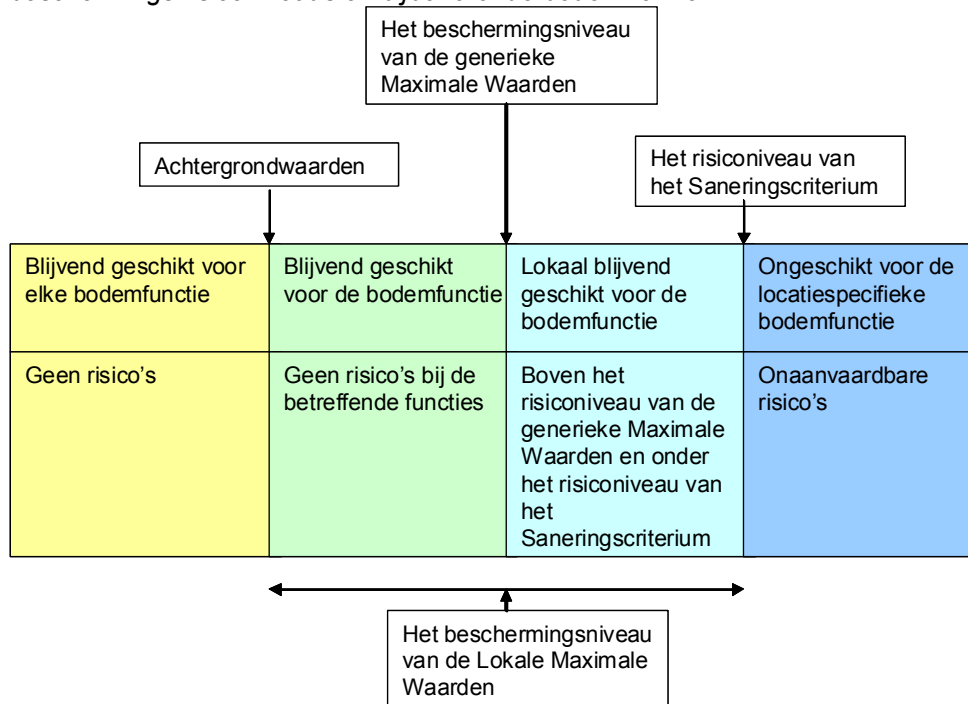 Het beschermingsniveau
van de generieke
Maximale Waarden
Achtergrondwaarden
Het risiconiveau van
het Saneringscriterium
Blijvend geschikt voor
elke bodemfunctie
Blijvend geschikt
voor de bodemfunctie
Lokaal blijvend
geschikt voor de
bodemfunctie
Ongeschikt voor de
locatiespecifieke
bodemfunctie
Geen risico's
Geen risico's bij de
betreffende functies
Boven het
risiconiveau van de
generieke Maximale
Waarden en onder
het risiconiveau van
het
Saneringscriterium
Onaanvaardbare
risico's
Het beschermingsniveau
van de Lokale Maximale
Waarden